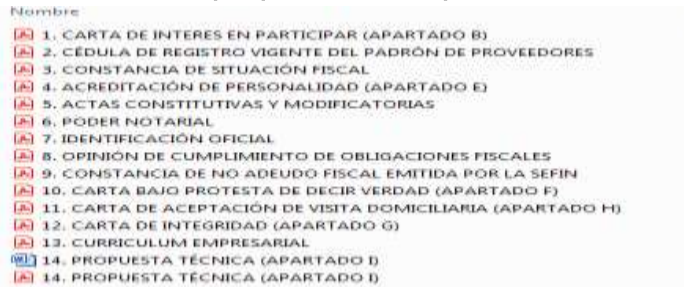 Nombre
1. CARTA DE INTERES EN PARTICIPAR (APARTADO B)
2. CÉDULA DE REGISTRO VIGENTE DEL PADRÓN DE PROVEEDORES
3. CONSTANCIA DE SITUACIÓN FISCAL
4. ACREDITACIÓN DE PERSONALIDAD (APARTADO E)
5. ACTAS CONSTITUTIVAS Y MODIFICATORIAS
6. PODER NOTARIAL
7. IDENTIFICACIÓN OFICIAL
8. OPINIÓN DE CUMPLIMIENTO DE OBLIGACIONES FISCALES
9. CONSTANCIA DE NO ADEUDO FISCAL EMITIDA POR LA SEFIN
10. CARTA BAJO PROTESTA DE DECIR VERDAD (APARTADO F)
11. CARTA DE ACEPTACIÓN DE VISITA DOMICILIARIA (APARTADO H)
12. CARTA DE INTEGRIDAD (APARTADO G)
13. CURRICULUM EMPRESARIAL
14. PROPUESTA TÉCNICA (APARTADO I)
14. PROPUESTA TÉCNICA (APARTADO I)